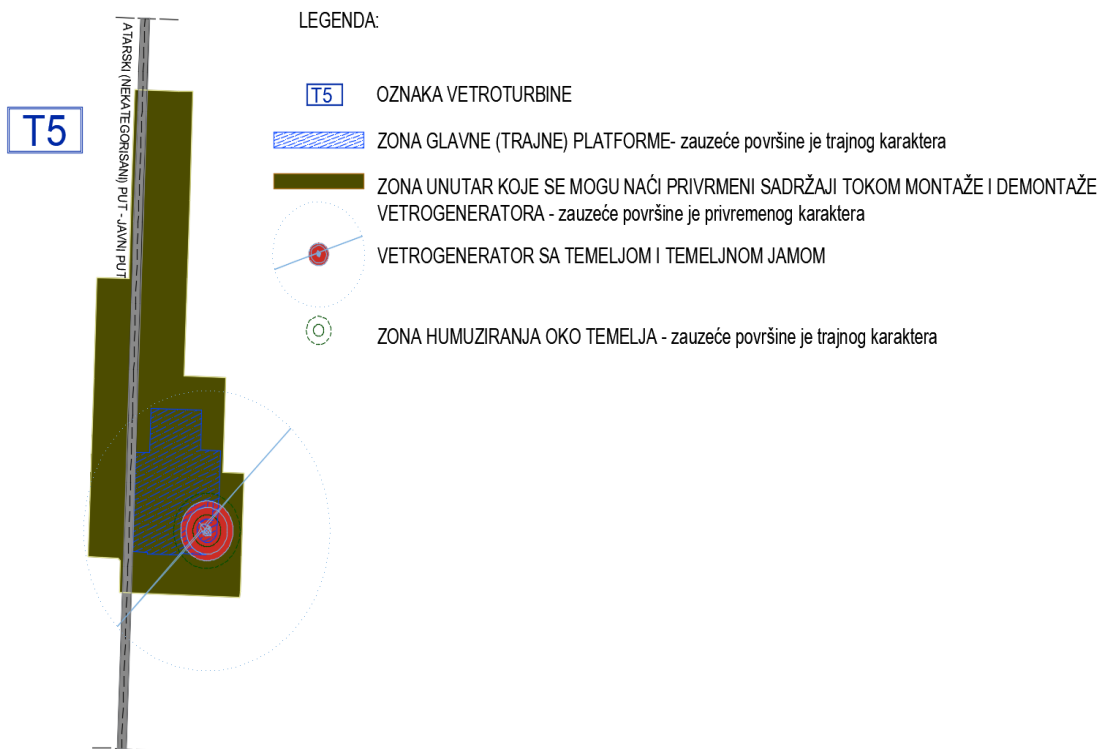 LEGENDA:
ATARSKI (NEKATEGORISANI) PUT - JAVNI PUT
T5
T5 OZNAKA VETROTURBINE
ZONA GLAVNE (TRAJNE) PLATFORME- zauzeće površine je trajnog karaktera
ZONA UNUTAR KOJE SE MOGU NAĆI PRIVRMENI SADRŽAJI TOKOM MONTAŽE I DEMONTAŽE
VETROGENERATORA - zauzeće površine je privremenog karaktera
VETROGENERATOR SA TEMELJOM I TEMELJNOM JAMOM
ZONA HUMUZIRANJA OKO TEMELJA - zauzeće površine je trajnog karaktera